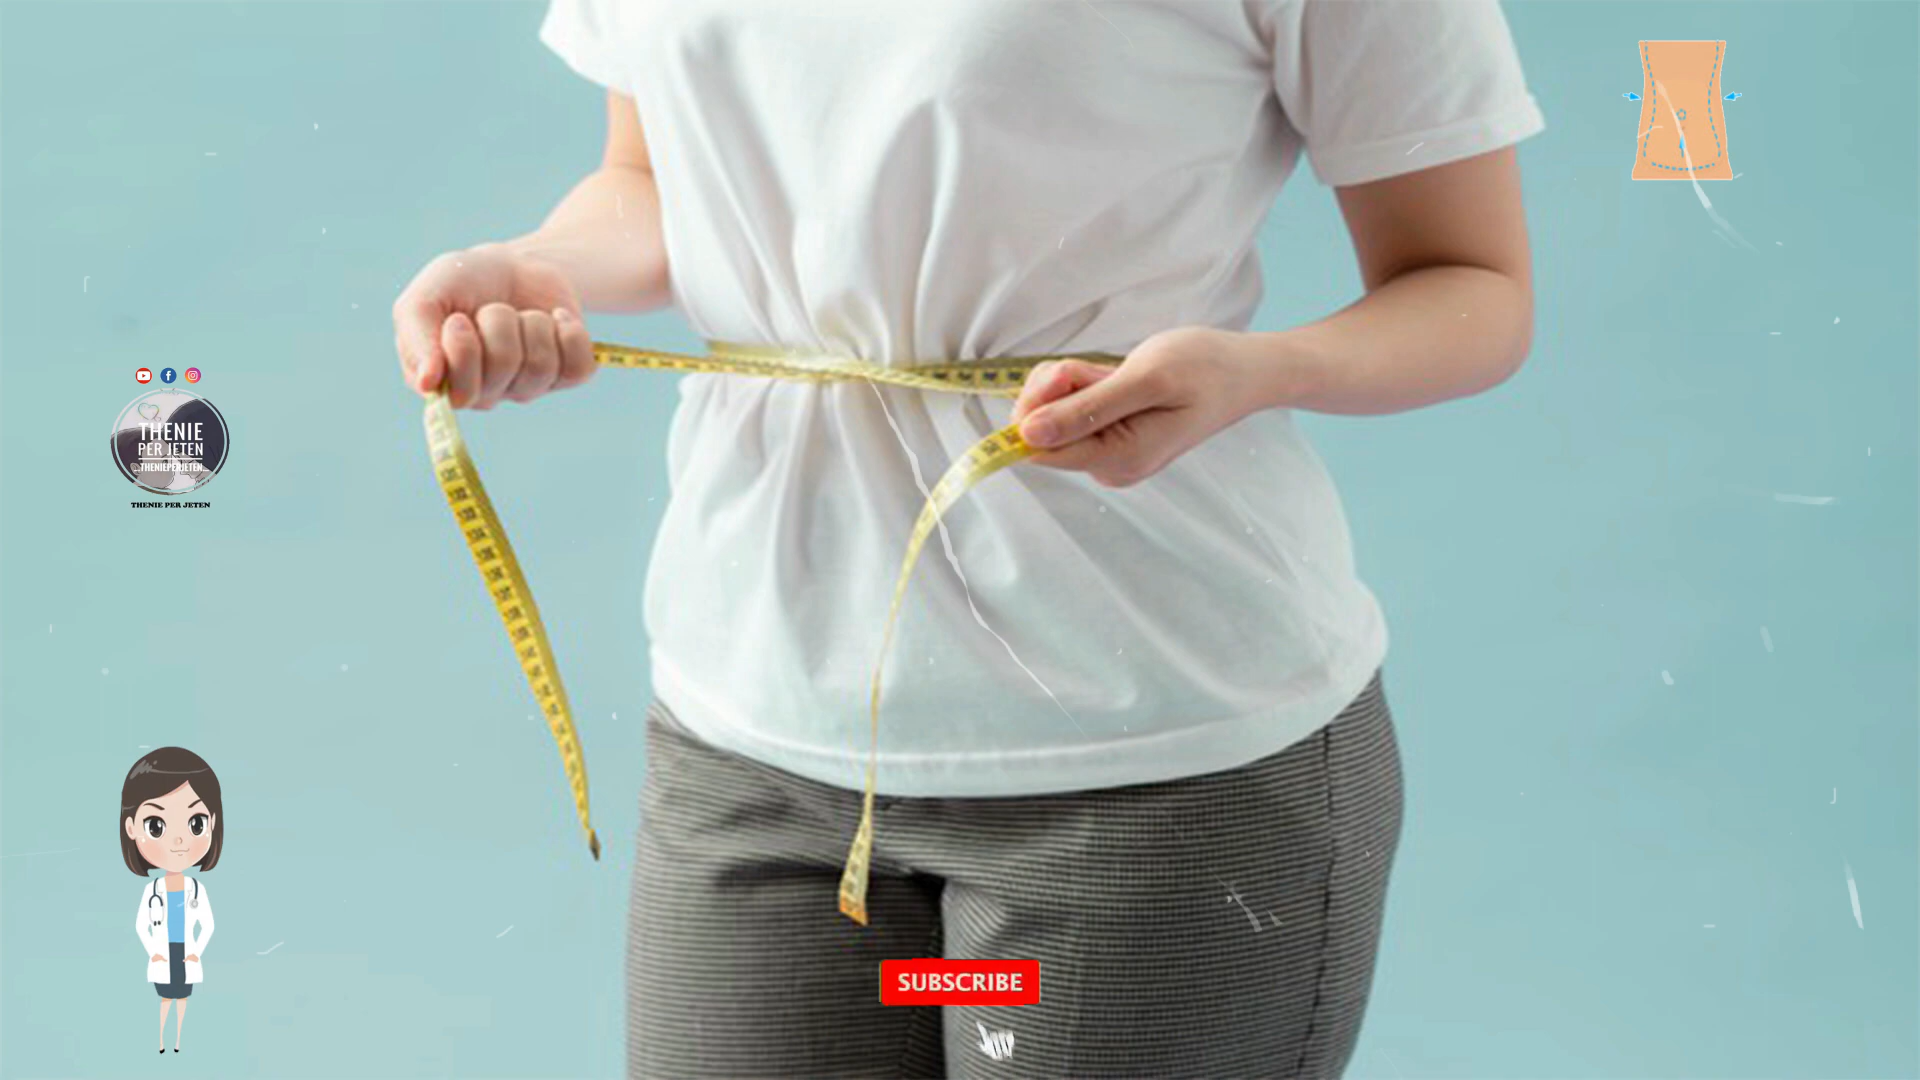 THENIE
PER JETEN
THENIEPERJETEN
THENIE PER JETEN
SUBSCRIBE